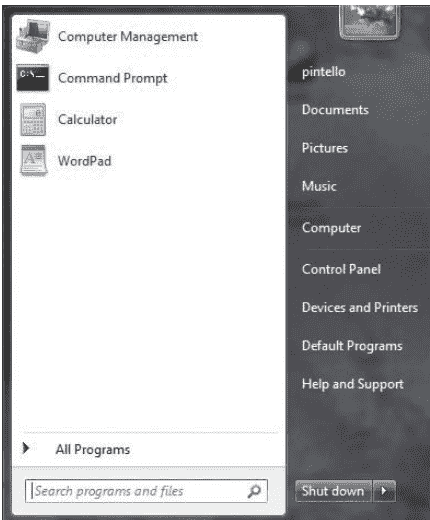 Computer Management
Command Prompt
Calculator
WordPad
All Programs
Search programs and files
pintello
Documents
Pictures
Music
Computer
Control Panel
Devices and Printers
Default Programs
Help and Support
Shut down